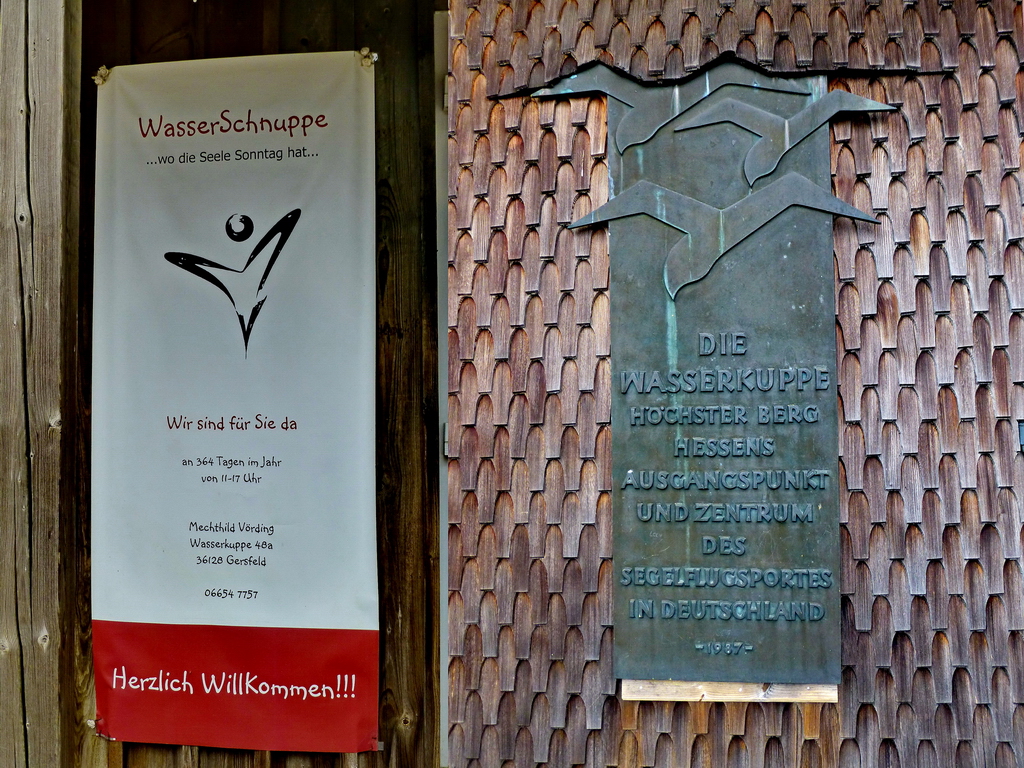 WasserSchnuppe
...wo die Seele Sonntag hat...
Wir sind für Sie da
an 364 Tagen im Jahr
von 11-17 Uhr
Mechthild Vörding
Wasserkuppe 48a
36128 Gersfeld
06654 7757
Herzlich Willkommen!!!
DIE
WASSERKUPPE
HÖCHSTER BERG
HESSENS
AUSGANGSPUNKT
UND ZENTRUM
DES
SEGELFLUGSPORTES
IN DEUTSCHLAND
-1987-